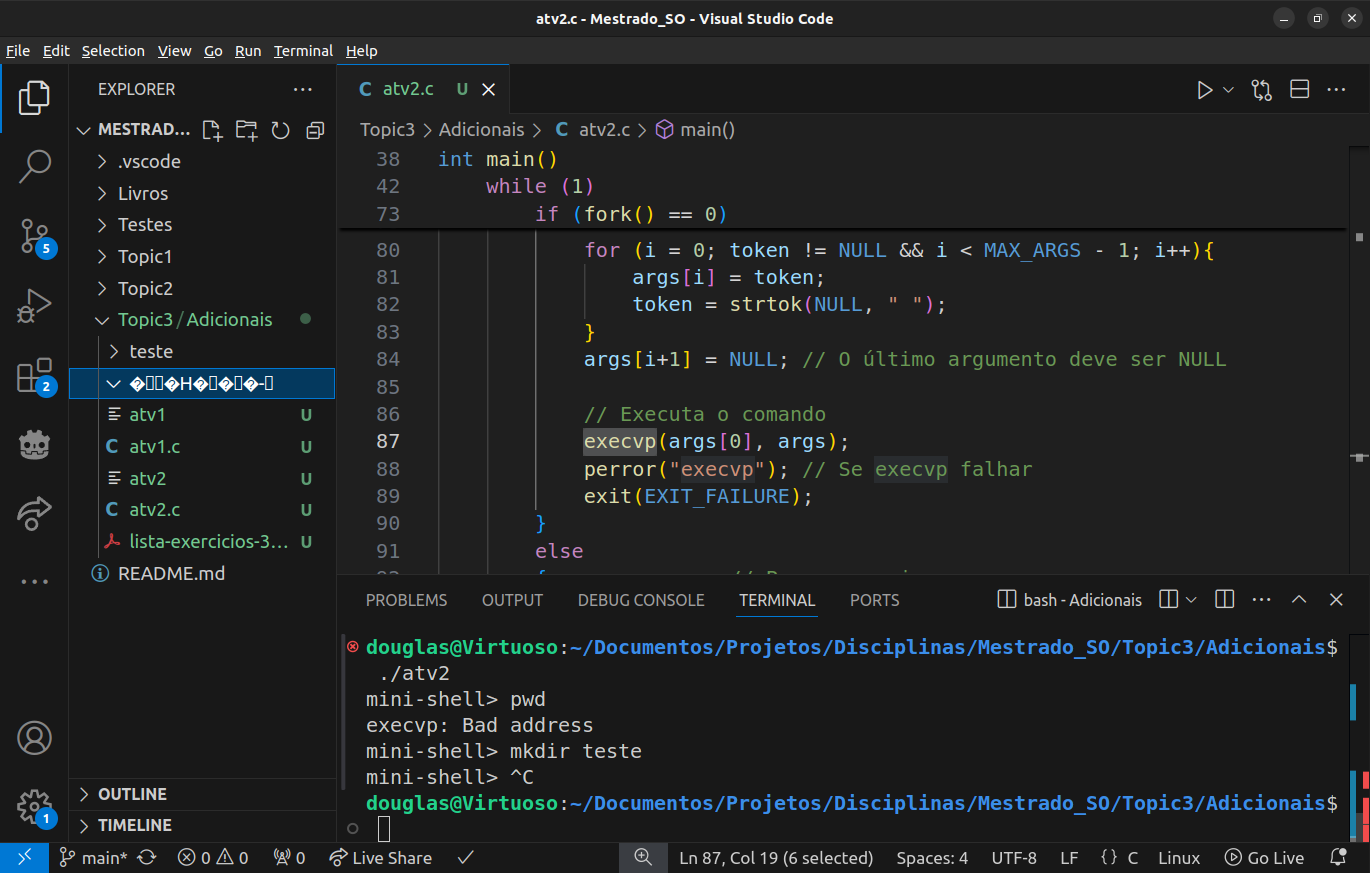 atv2.c - Mestrado_SO - Visual Studio Code
File Edit Selection View Go Run Terminal Help
EXPLORER
MESTRAD...
.vscode
Livros
Testes
Topic1
Topic2
Topic3/Adicionais
teste
atv1 U
C atv1.c U
atv2 U
C atv2.c U
lista-exercicios-3... U
README.md
OUTLINE
TIMELINE
5
2
1
C atv2.c U
Topic3 > Adicionais > C atv2.c > main()
38 int main()
42 while (1)
73 if (fork() == 0)
80 for (i = 0; token != NULL && i < MAX_ARGS - 1; i++){
81 args[i] = token;
82 token = strtok(NULL, " ");
83 }
84 args[i+1] = NULL; // O último argumento deve ser NULL
85
86 // Executa o comando
87 execvp(args[0], args);
88 perror("execvp"); // Se execvp falhar
89 exit(EXIT_FAILURE);
90 }
91 else
PROBLEMS OUTPUT DEBUG CONSOLE TERMINAL PORTS bash - Adicionais
douglas@Virtuoso:~/Documentos/Projetos/Disciplinas/Mestrado_SO/Topic3/Adicionais$
./atv2
mini-shell> pwd
execvp: Bad address
mini-shell> mkdir teste
mini-shell> ^C
douglas@Virtuoso:~/Documentos/Projetos/Disciplinas/Mestrado_SO/Topic3/Adicionais$
main* 0 0 0 Live Share Ln 87, Col 19 (6 selected) Spaces: 4 UTF-8 LF {} C Linux Go Live